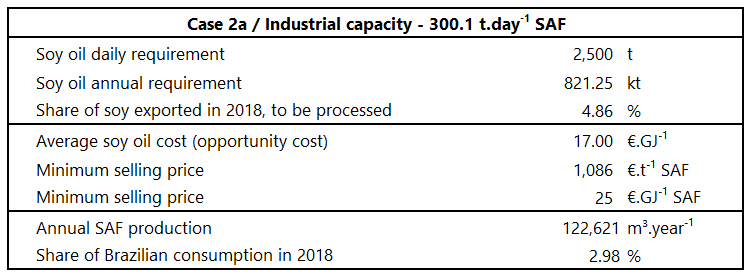 Case 2a / Industrial capacity - 300.1 t.day⁻¹ SAF
Soy oil daily requirement 2,500 t
Soy oil annual requirement 821.25 kt
Share of soy exported in 2018, to be processed 4.86 %
Average soy oil cost (opportunity cost) 17.00 €.GJ⁻¹
Minimum selling price 1,086 €.t⁻¹ SAF
Minimum selling price 25 €.GJ⁻¹ SAF
Annual SAF production 122,621 m³.year⁻¹
Share of Brazilian consumption in 2018 2.98 %